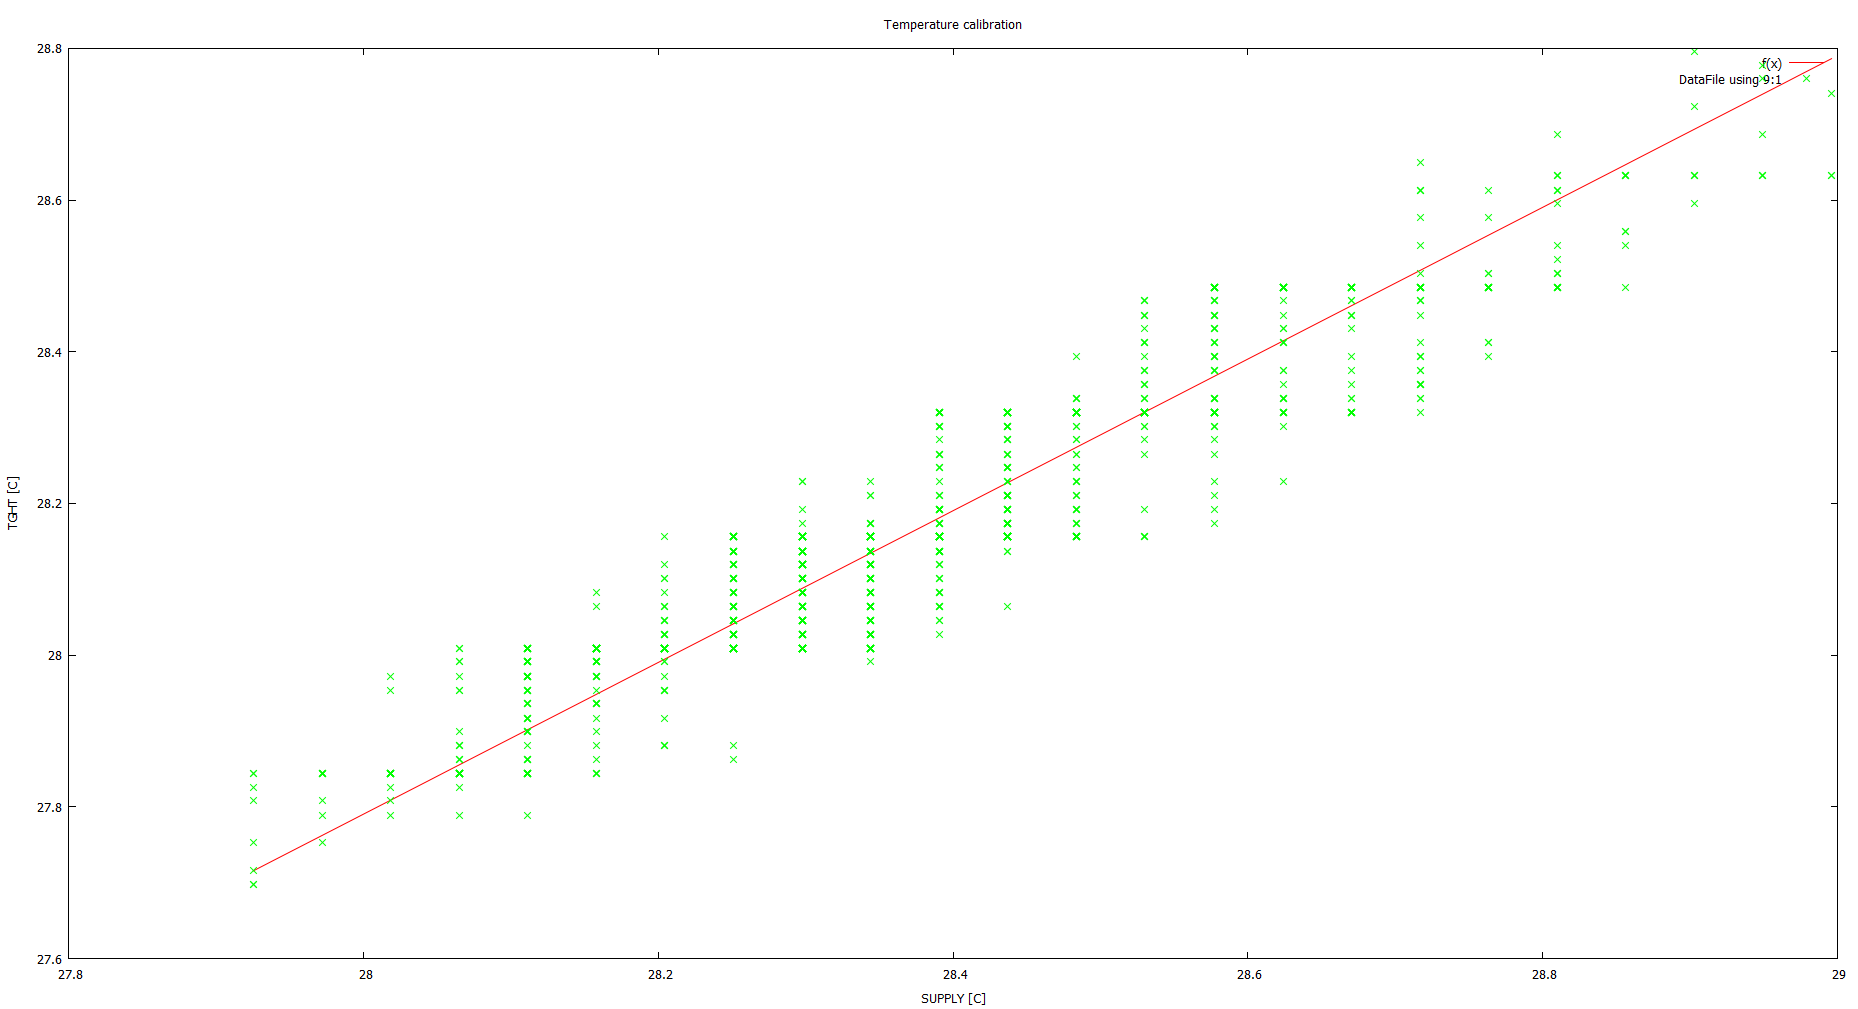 Temperature calibration
28.8
f(x)
DataFile using 9:1
28.6
28.4
28.2
TGHT [C]
28
27.8
27.6
27.8
28
28.2
28.4
28.6
28.8
29
SUPPLY [C]